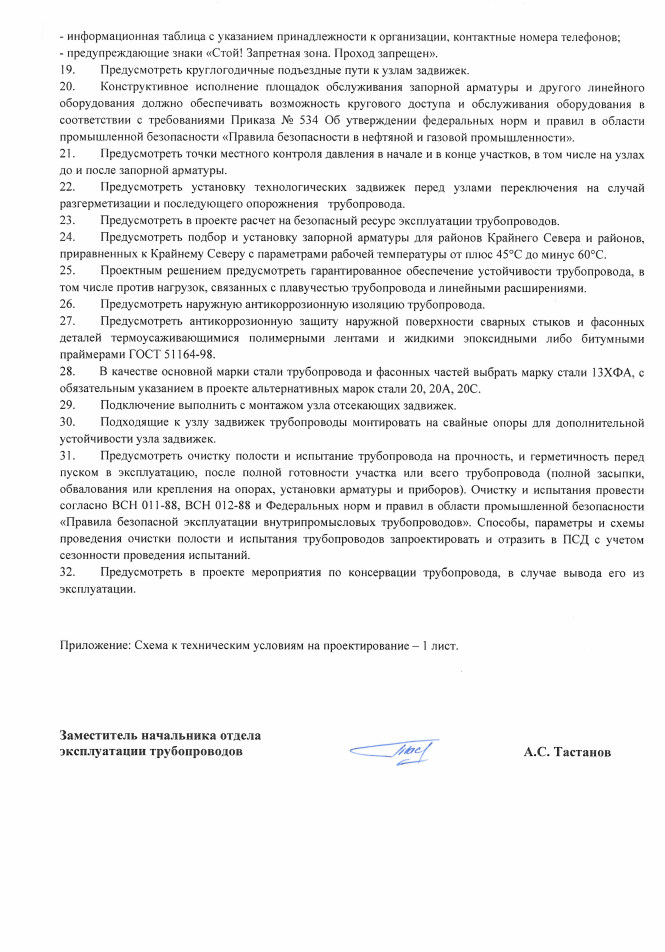 - информационная таблица с указанием принадлежности к организации, контактные номера телефонов;
- предупреждающие знаки «Стой! Запретная зона. Проход запрещен».
19. Предусмотреть круглогодичные подъездные пути к узлам задвижек.
20. Конструктивное исполнение площадок обслуживания запорной арматуры и другого линейного
оборудования должно обеспечивать возможность кругового доступа и обслуживания оборудования в
соответствии с требованиями Приказа № 534 Об утверждении федеральных норм и правил в области
промышленной безопасности «Правила безопасности в нефтяной и газовой промышленности».
21. Предусмотреть точки местного контроля давления в начале и в конце участков, в том числе на узлах
до и после запорной арматуры.
22. Предусмотреть установку технологических задвижек перед узлами переключения на случай
разгерметизации и последующего опорожнения трубопровода.
23. Предусмотреть в проекте расчет на безопасный ресурс эксплуатации трубопроводов.
24. Предусмотреть подбор и установку запорной арматуры для районов Крайнего Севера и районов,
приравненных к Крайнему Северу с параметрами рабочей температуры от плюс 45°С до минус 60°С.
25. Проектным решением предусмотреть гарантированное обеспечение устойчивости трубопровода, в
том числе против нагрузок, связанных с плавучестью трубопровода и линейными расширениями.
26. Предусмотреть наружную антикоррозионную изоляцию трубопровода.
27. Предусмотреть антикоррозионную защиту наружной поверхности сварных стыков и фасонных
деталей термоусаживающимися полимерными лентами и жидкими эпоксидными либо битумными
праймерами ГОСТ 51164-98.
28. В качестве основной марки стали трубопровода и фасонных частей выбрать марку стали 13ХФА, с
обязательным указанием в проекте альтернативных марок стали 20, 20А, 20С.
29. Подключение выполнить с монтажом узла отсекающих задвижек.
30. Подходящие к узлу задвижек трубопроводы монтировать на свайные опоры для дополнительной
устойчивости узла задвижек.
31. Предусмотреть очистку полости и испытание трубопровода на прочность, и герметичность перед
пуском в эксплуатацию, после полной готовности участка или всего трубопровода (полной засыпки,
обвалования или крепления на опорах, установки арматуры и приборов). Очистку и испытания провести
согласно ВСН 011-88, ВСН 012-88 и Федеральных норм и правил в области промышленной безопасности
«Правила безопасной эксплуатации внутрипромысловых трубопроводов». Способы, параметры и схемы
проведения очистки полости и испытания трубопроводов запроектировать и отразить в ПСД с учетом
сезонности проведения испытаний.
32. Предусмотреть в проекте мероприятия по консервации трубопровода, в случае вывода его из
эксплуатации.
Приложение: Схема к техническим условиям на проектирование – 1 лист.
Заместитель начальника отдела
эксплуатации трубопроводов
А.С. Тастанов